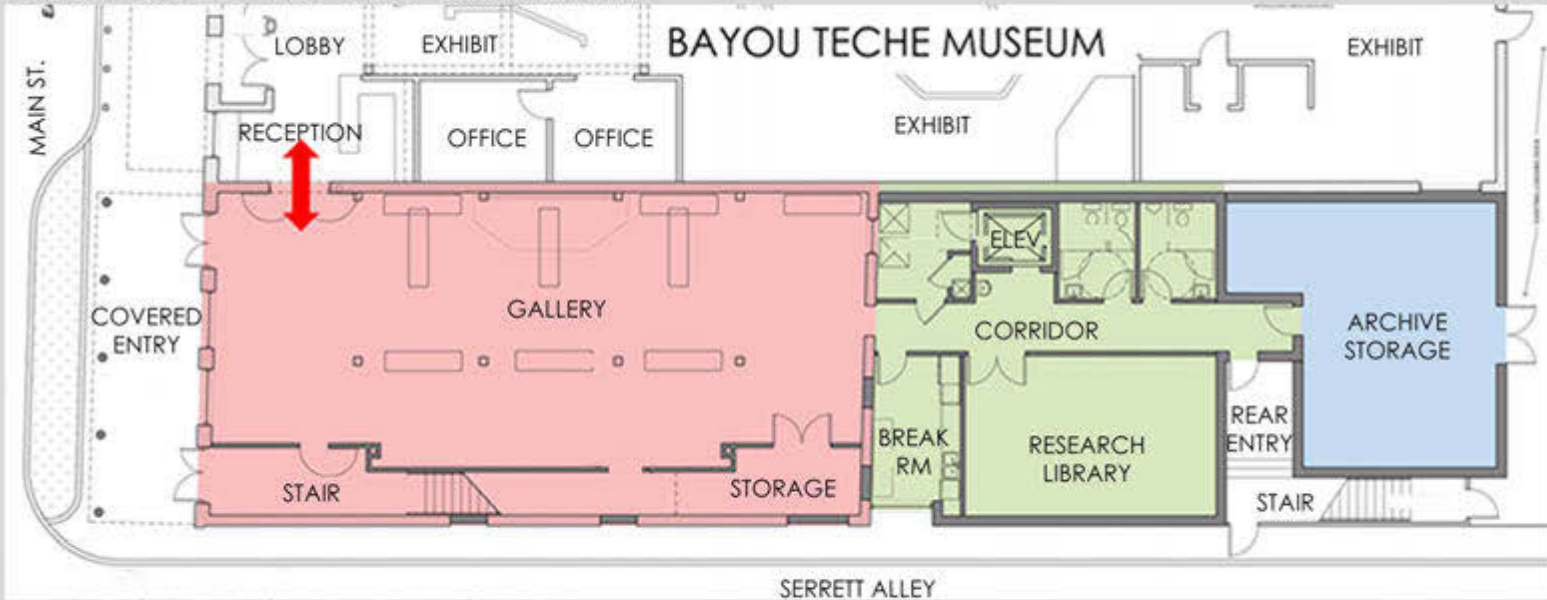 BAYOU TECHE MUSEUM
LOBBY
EXHIBIT
EXHIBIT
MAIN ST.
RECEPTION
OFFICE
OFFICE
EXHIBIT
ELEV
GALLERY
COVERED
ENTRY
CORRIDOR
ARCHIVE
STORAGE
BREAK
RM
RESEARCH
LIBRARY
REAR
ENTRY
STAIR
STORAGE
STAIR
SERRETT ALLEY